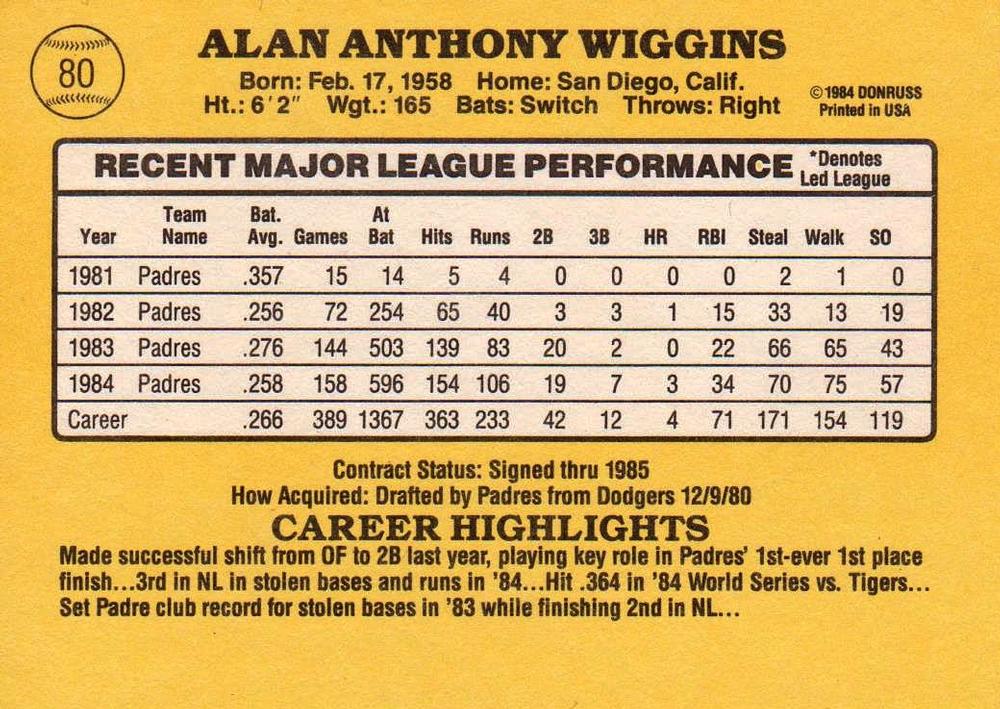 80
ALAN ANTHONY WIGGINS
Born: Feb. 17, 1958 Home: San Diego, Calif.
Ht.: 6'2" Wgt.: 165 Bats: Switch Throws: Right
©1984 DONRUSS
Printed in USA
RECENT MAJOR LEAGUE PERFORMANCE *Denotes
Led League
Team Bat. At
Year Name Avg. Games Bat Hits Runs 2B 3B HR RBI Steal Walk SO
1981 Padres .357 15 14 5 4 0 0 0 0 2 1 0
1982 Padres .256 72 254 65 40 3 3 1 15 33 13 19
1983 Padres .276 144 503 139 83 20 2 0 22 66 65 43
1984 Padres .258 158 596 154 106 19 7 3 34 70 75 57
Career .266 389 1367 363 233 42 12 4 71 171 154 119
Contract Status: Signed thru 1985
How Acquired: Drafted by Padres from Dodgers 12/9/80
CAREER HIGHLIGHTS
Made successful shift from OF to 2B last year, playing key role in Padres' 1st-ever 1st place
finish...3rd in NL in stolen bases and runs in '84...Hit .364 in '84 World Series vs. Tigers...
Set Padre club record for stolen bases in '83 while finishing 2nd in NL...